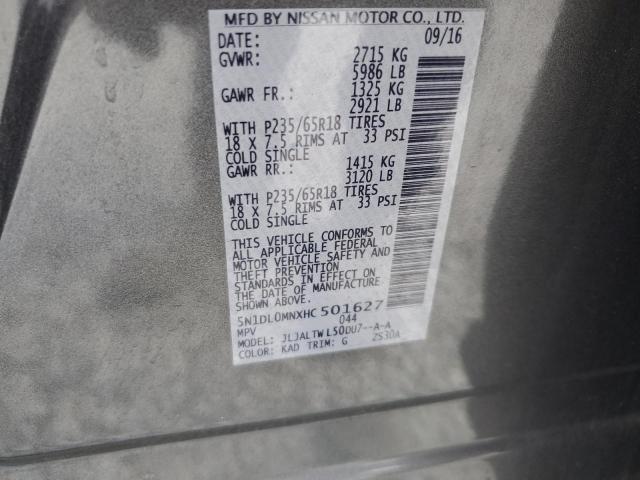 MFD BY NISSAN MOTOR CO., LTD.
DATE: 09/16
GVWR: 2715 KG
5986 LB
GAWR FR.: 1325 KG
2921 LB
WITH P235/65R18 TIRES
18 X 7.5 RIMS AT 33 PSI
COLD SINGLE
GAWR RR.: 1415 KG
3120 LB
WITH P235/65R18 TIRES
18 X 7.5 RIMS AT 33 PSI
COLD SINGLE
THIS VEHICLE CONFORMS TO
ALL APPLICABLE FEDERAL
MOTOR VEHICLE SAFETY AND
THEFT PREVENTION
STANDARDS IN EFFECT ON
THE DATE OF MANUFACTURE
SHOWN ABOVE.
5N1DL0MNXHC501627
MPV 044
MODEL: JLJALTWL50DU7--A-A
COLOR: KAD TRIM: G ZS30A